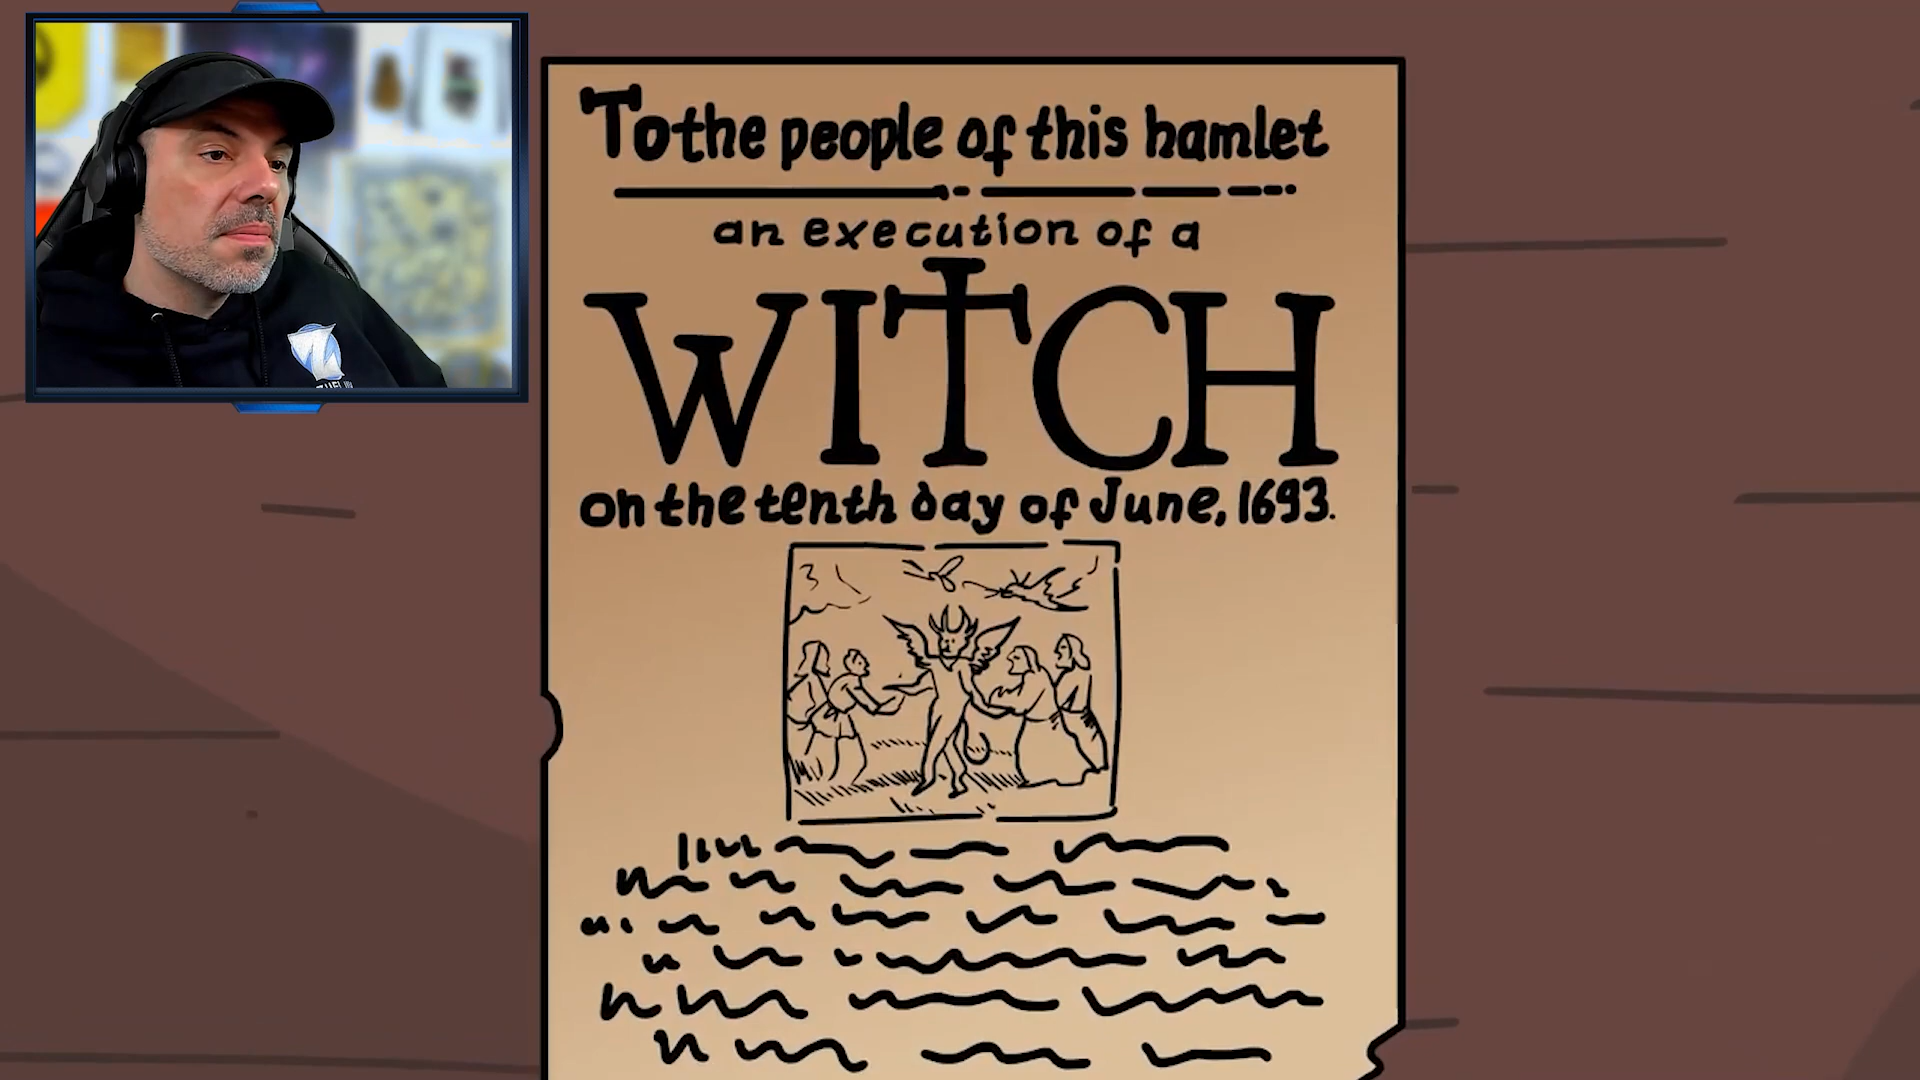 To the people of this hamlet
an execution of a
WITCH
on the tenth day of June, 1693.